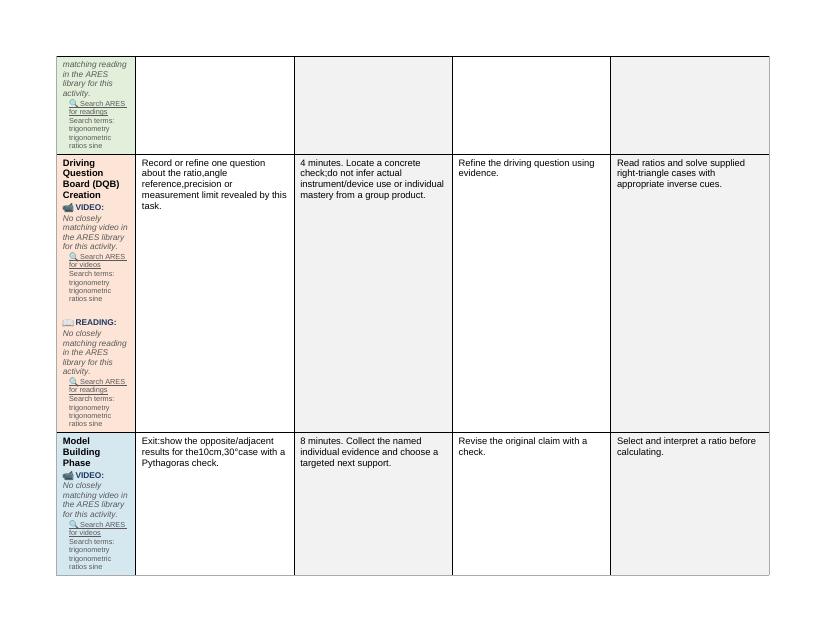 matching reading
in the ARES
library for this
activity.
🔍 Search ARES
for readings
Search terms:
trigonometry
trigonometric
ratios sine
Driving
Question
Board (DQB)
Creation
📹 VIDEO:
No closely
matching video in
the ARES library
for this activity.
🔍 Search ARES
for videos
Search terms:
trigonometry
trigonometric
ratios sine
📖 READING:
No closely
matching reading
in the ARES
library for this
activity.
🔍 Search ARES
for readings
Search terms:
trigonometry
trigonometric
ratios sine
Record or refine one question
about the ratio,angle
reference,precision or
measurement limit revealed by this
task.
4 minutes. Locate a concrete
check;do not infer actual
instrument/device use or individual
mastery from a group product.
Refine the driving question using
evidence.
Read ratios and solve supplied
right-triangle cases with
appropriate inverse cues.
Model
Building
Phase
📹 VIDEO:
No closely
matching video in
the ARES library
for this activity.
🔍 Search ARES
for videos
Search terms:
trigonometry
trigonometric
ratios sine
Exit:show the opposite/adjacent
results for the10cm,30°case with a
Pythagoras check.
8 minutes. Collect the named
individual evidence and choose a
targeted next support.
Revise the original claim with a
check.
Select and interpret a ratio before
calculating.